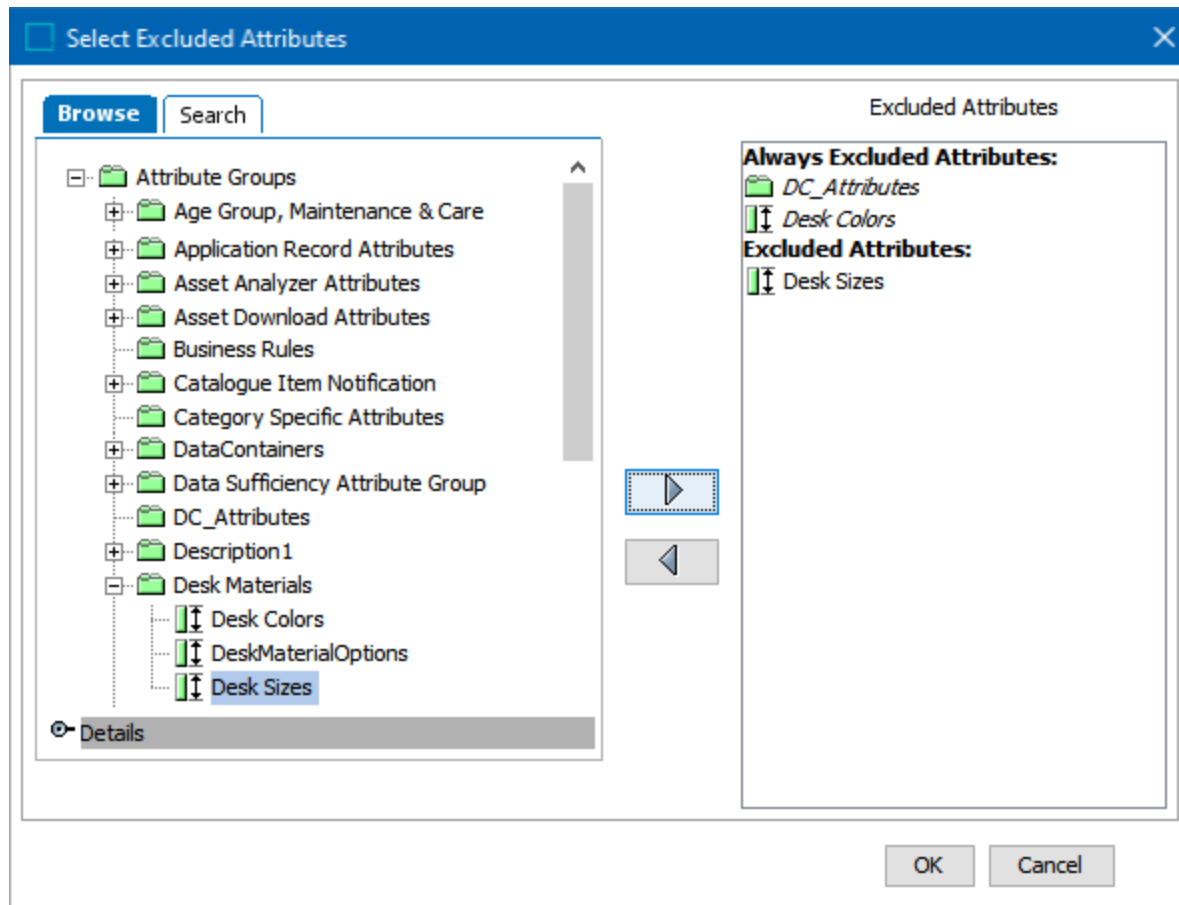 Select Excluded Attributes
Browse
Search
Attribute Groups
Age Group, Maintenance & Care
Application Record Attributes
Asset Analyzer Attributes
Asset Download Attributes
Business Rules
Catalogue Item Notification
Category Specific Attributes
DataContainers
Data Sufficiency Attribute Group
DC_Attributes
Description1
Desk Materials
Desk Colors
DeskMaterialOptions
Desk Sizes
Details
Excluded Attributes
Always Excluded Attributes:
DC_Attributes
Desk Colors
Excluded Attributes:
Desk Sizes
OK
Cancel